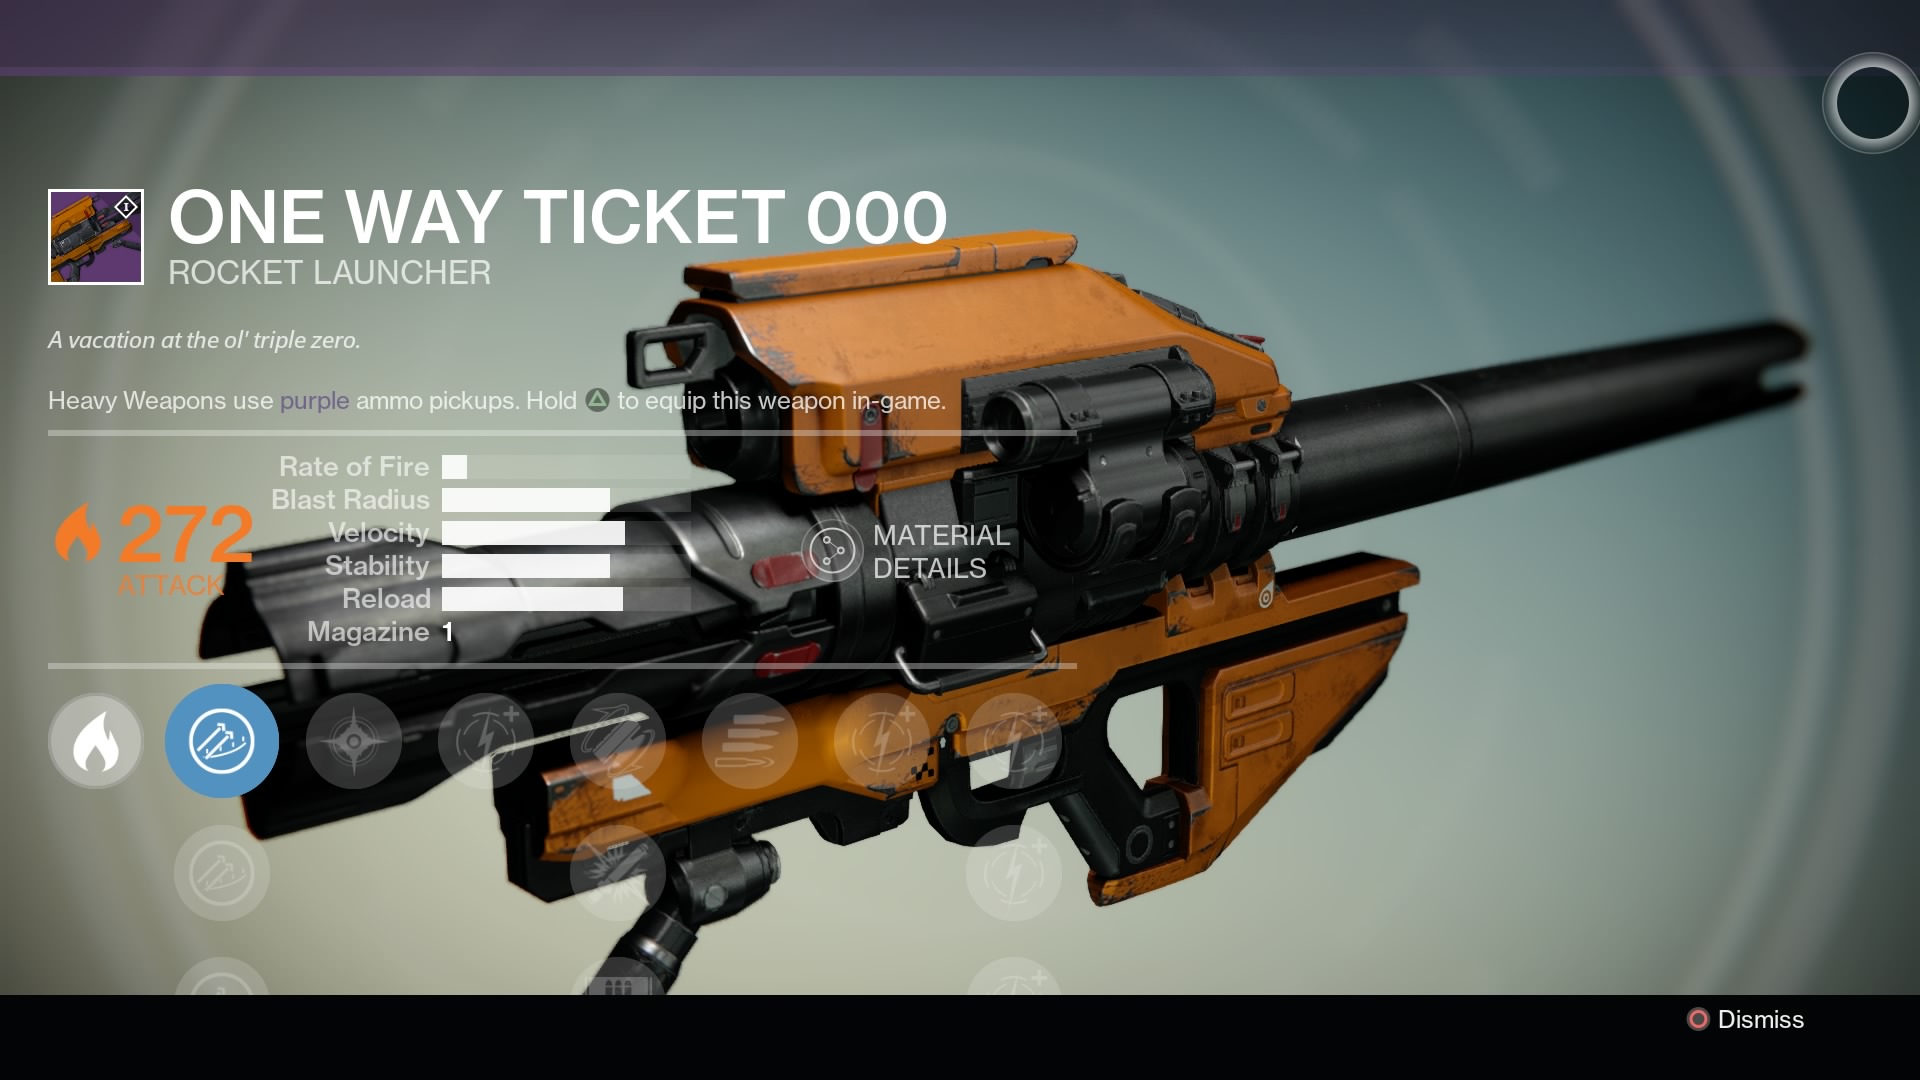 ONE WAY TICKET 000
ROCKET LAUNCHER
A vacation at the ol' triple zero.
Heavy Weapons use purple ammo pickups. Hold to equip this weapon in-game.
272
ATTACK
Rate of Fire
Blast Radius
Velocity
Stability
Reload
Magazine 1
MATERIAL
DETAILS
Dismiss